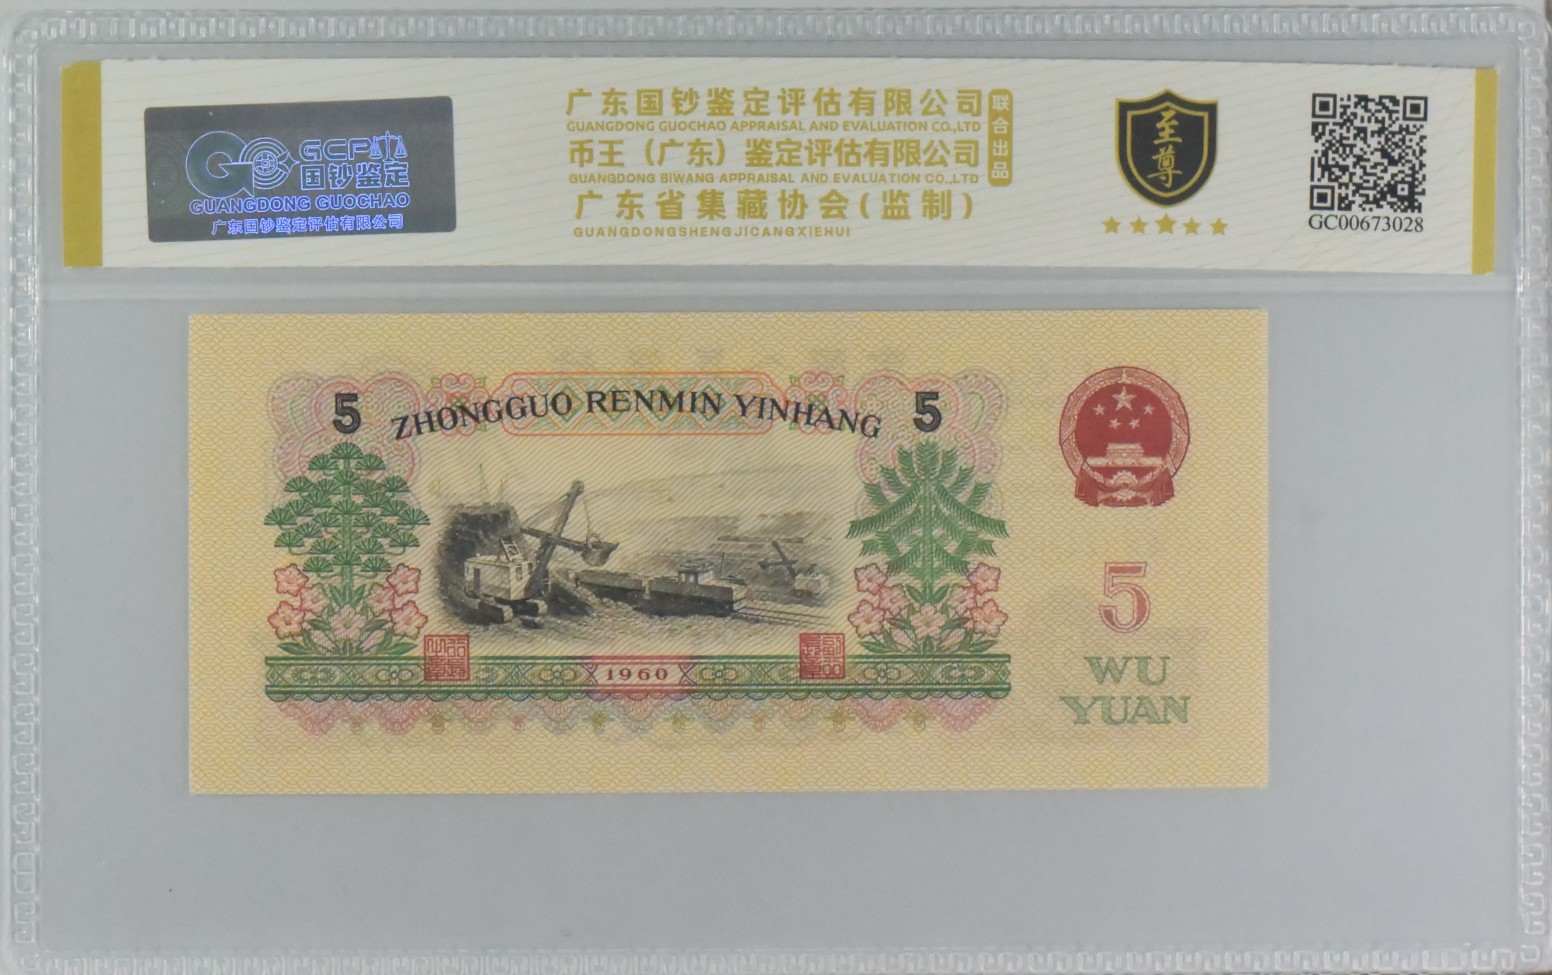 GCP
国钞鉴定
GUANGDONG GUOCHAO
广东国钞鉴定评估有限公司
广东国钞鉴定评估有限公司
GUANGDONG GUOCHAO APPRAISAL AND EVALUATION CO.,LTD
币王（广东）鉴定评估有限公司
GUANGDONG BIWANG APPRAISAL AND EVALUATION CO.,LTD
广东省集藏协会(监制)
GUANGDONGSHENGJICANGXIEHUI
联合出品
至尊
GC00673028
5 ZHONGGUO RENMIN YINHANG 5
5
WU
YUAN
1960